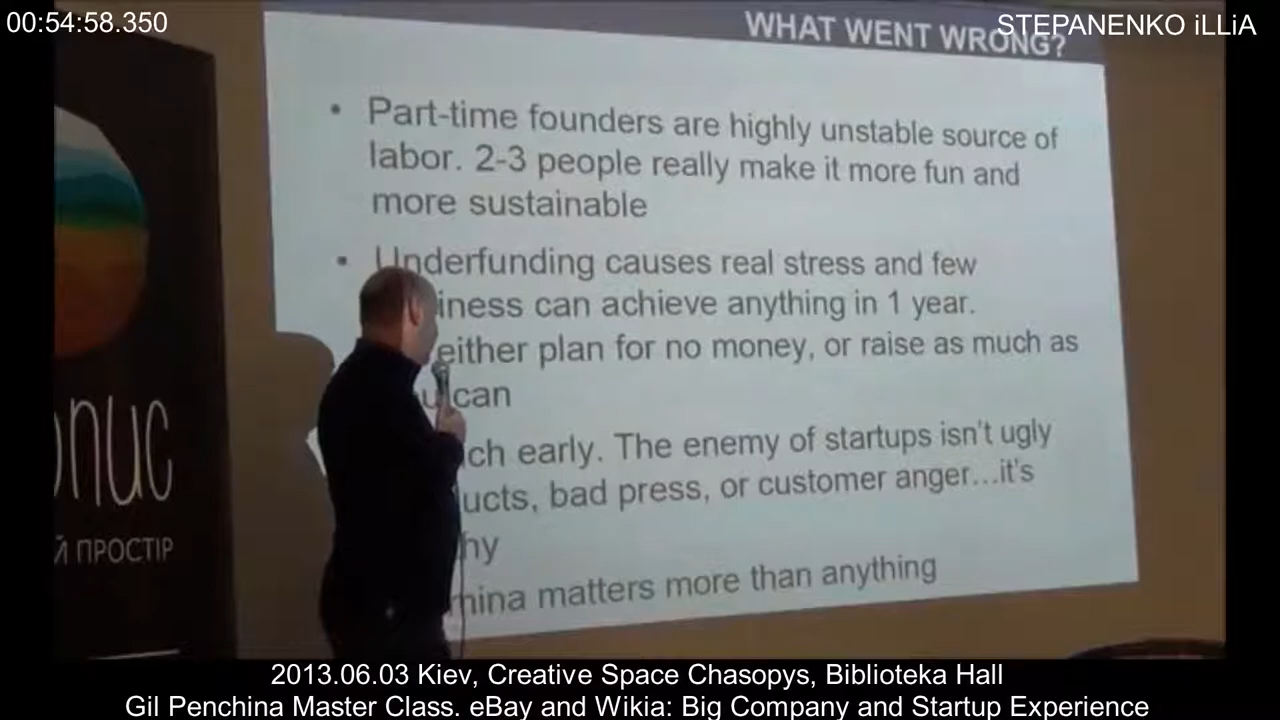 00:54:58.350
STEPANENKO iLLiA
WHAT WENT WRONG?
• Part-time founders are highly unstable source of
labor. 2-3 people really make it more fun and
more sustainable
• Underfunding causes real stress and few
iness can achieve anything in 1 year.
either plan for no money, or raise as much as
u can
ch early. The enemy of startups isn't ugly
ucts, bad press, or customer anger...it's
hy
mina matters more than anything
опис
й ПРОСТІР
2013.06.03 Kiev, Creative Space Chasopys, Biblioteka Hall
Gil Penchina Master Class. eBay and Wikia: Big Company and Startup Experience